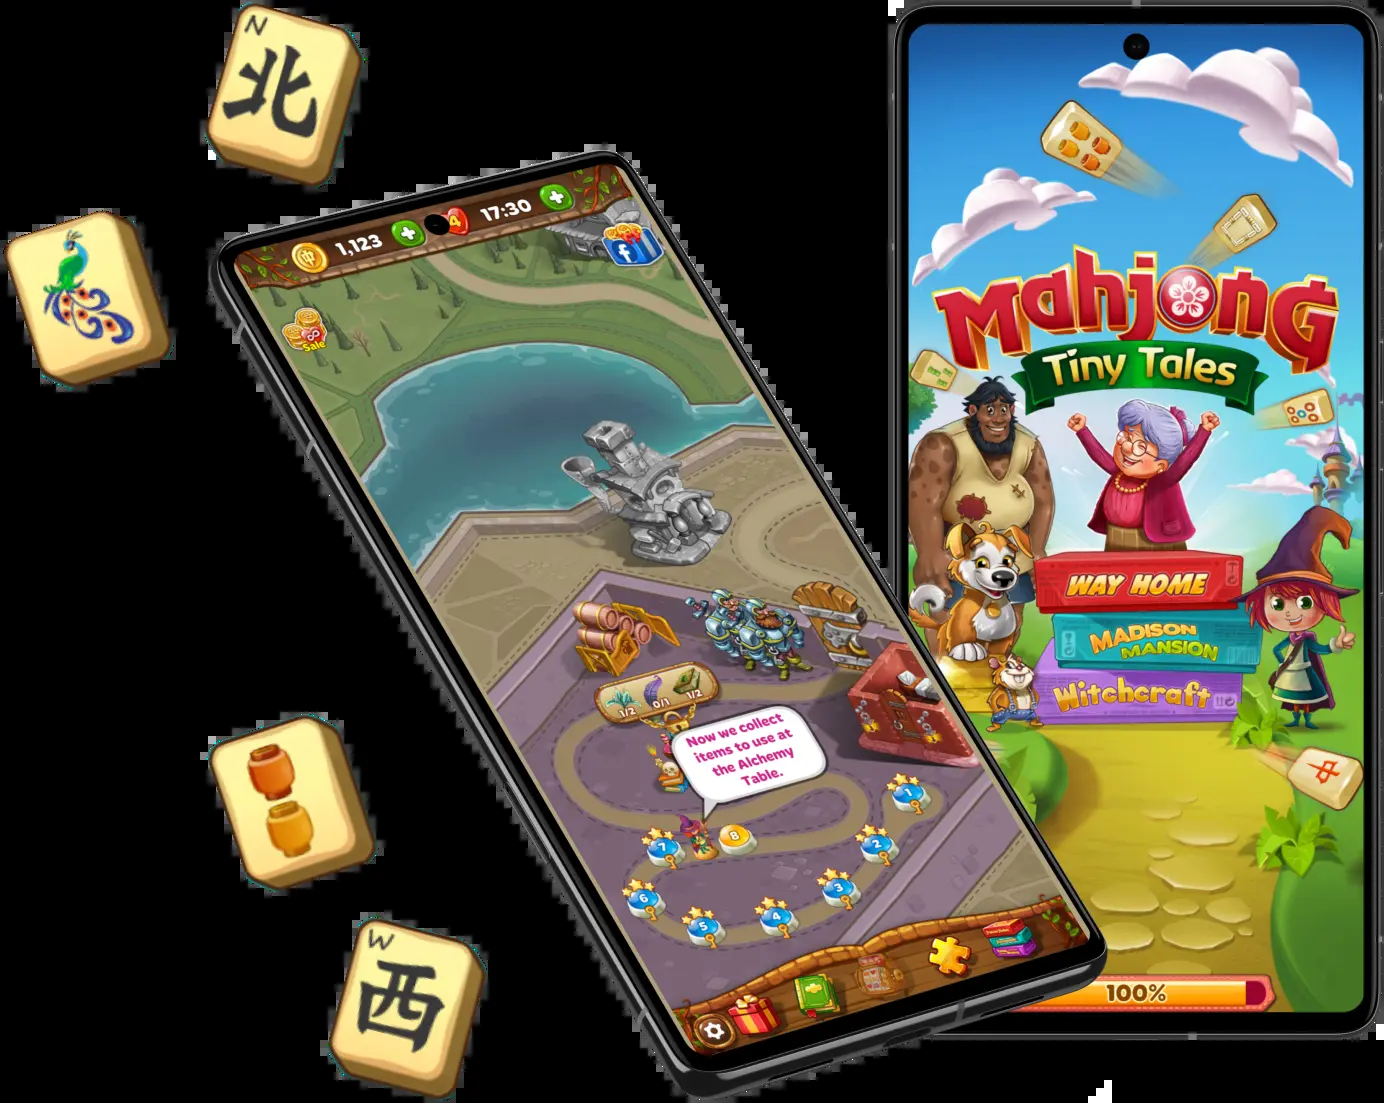 N
北
1,123
4
17:30
f
Sale
1/2
0/1
1/2
Now we collect
items to use at
the Alchemy
Table.
1
2
3
4
5
6
7
8
W
西
Mahjong
Tiny Tales
WAY HOME
MADISON
MANSION
Witchcraft
100%